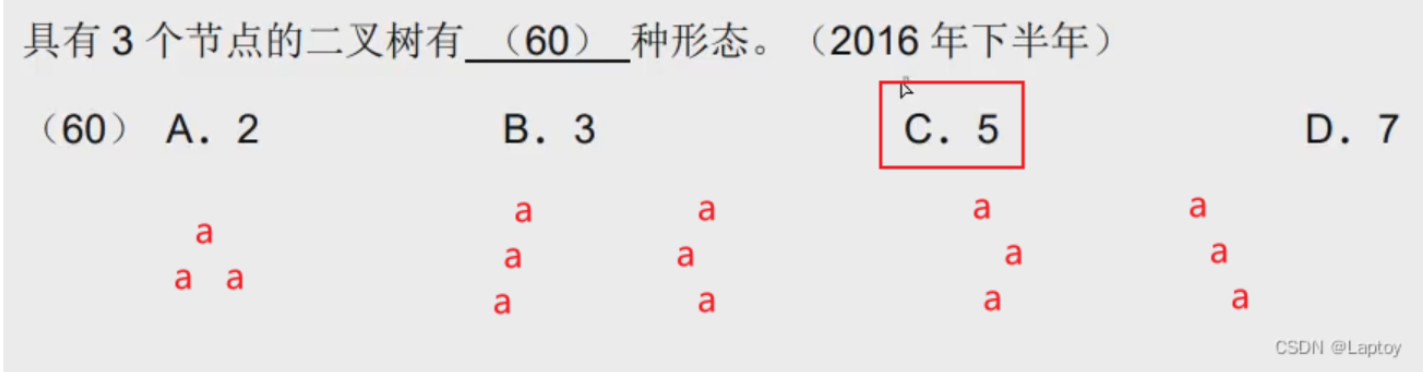 具有 3 个节点的二叉树有 （60） 种形态。（2016 年下半年）
（60） A．2 B．3 C．5 D．7
a a a a a
a a a a a a
a a a a
CSDN @Laptoy